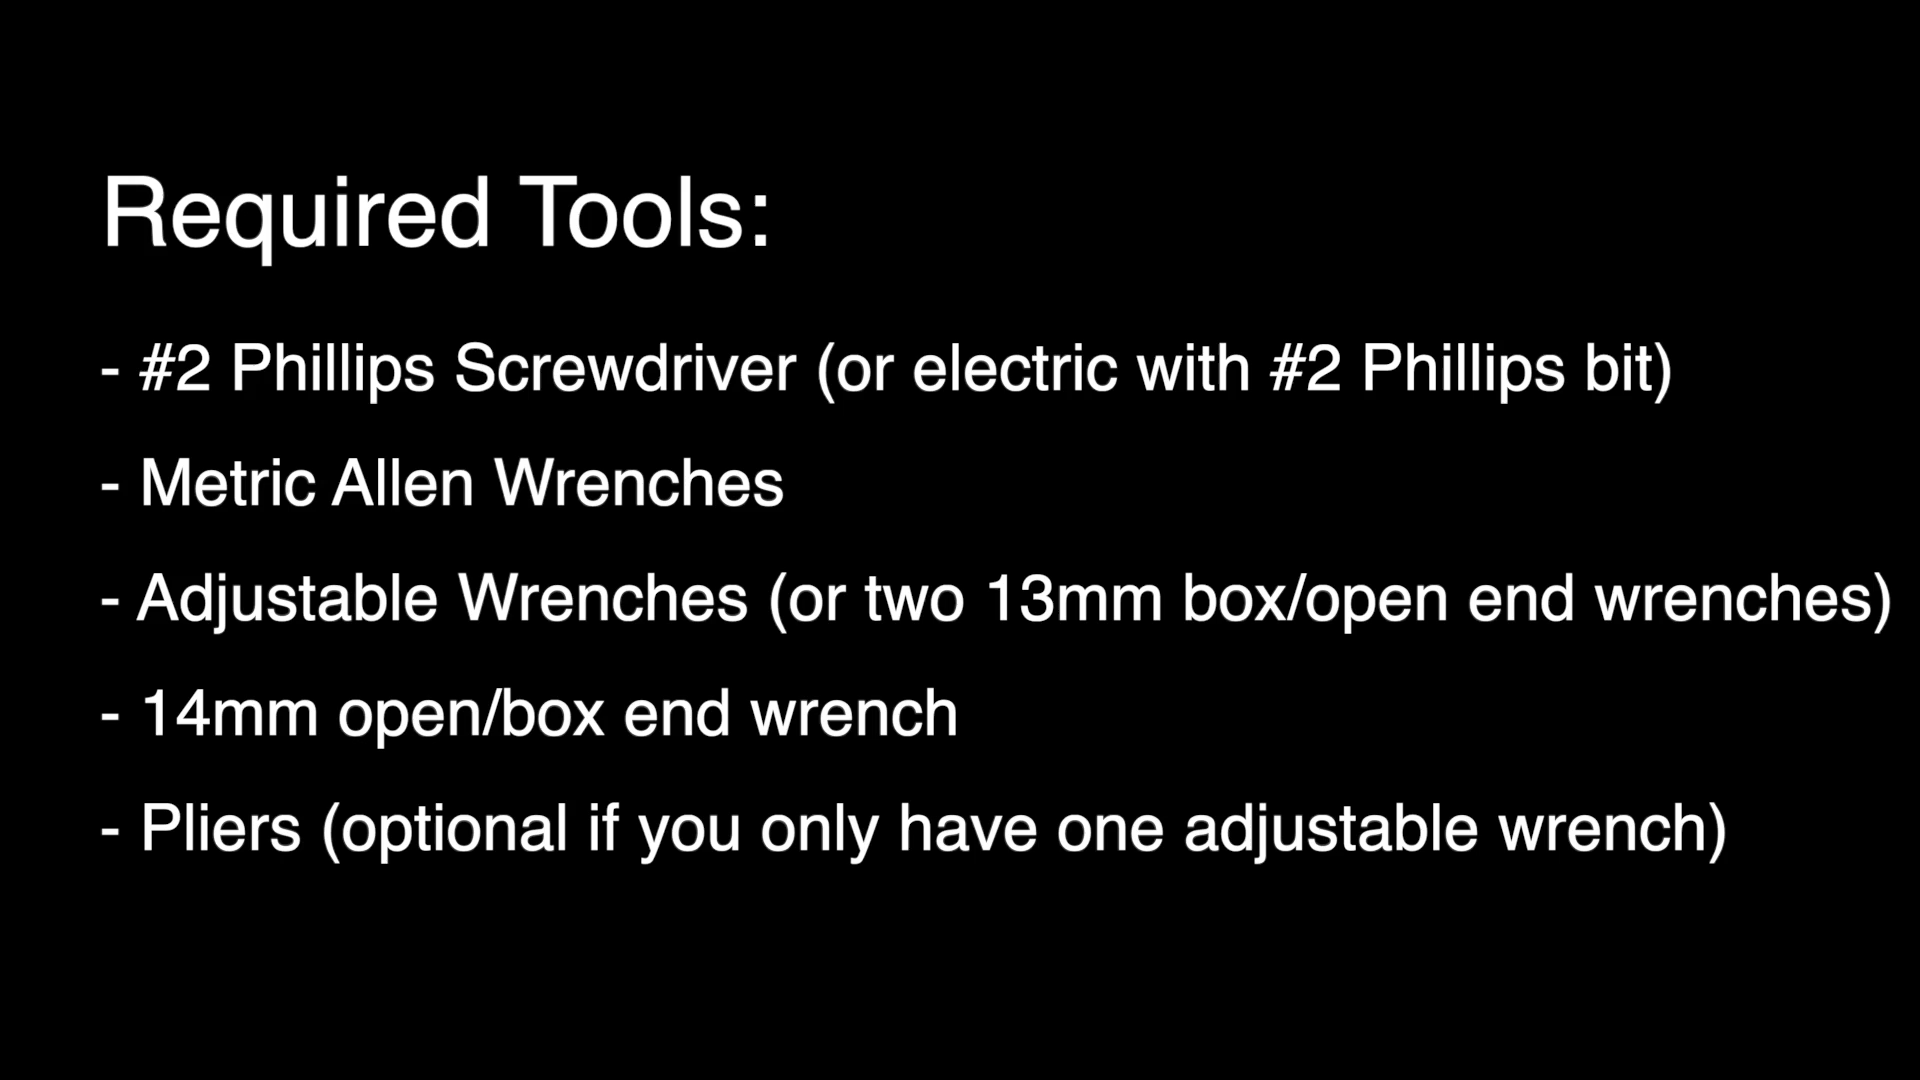 Required Tools:
- #2 Phillips Screwdriver (or electric with #2 Phillips bit)
- Metric Allen Wrenches
- Adjustable Wrenches (or two 13mm box/open end wrenches)
- 14mm open/box end wrench
- Pliers (optional if you only have one adjustable wrench)